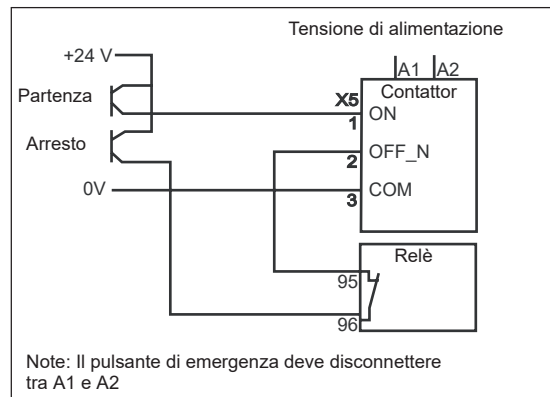 Tensione di alimentazione
+24 V
A1 A2
Partenza
X5
Contattor
ON
1
Arresto
OFF_N
2
0V
COM
3
Relè
95
96
Note: Il pulsante di emergenza deve disconnettere
tra A1 e A2